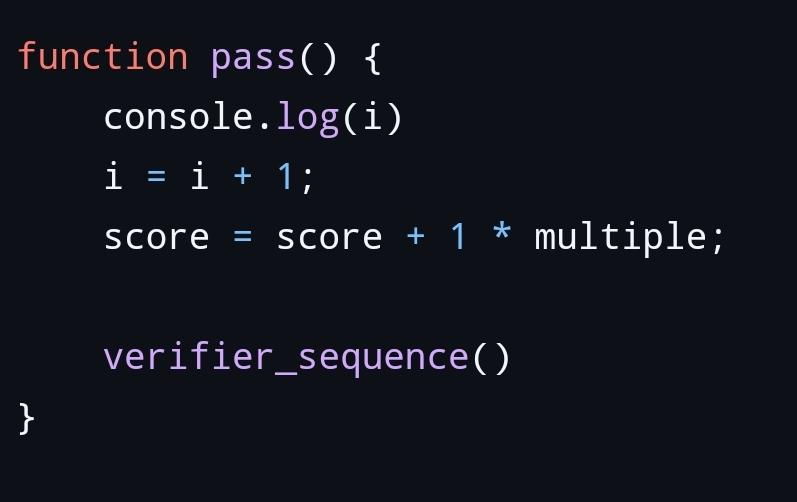 function pass() {
    console.log(i)
    i = i + 1;
    score = score + 1 * multiple;

    verifier_sequence()
}